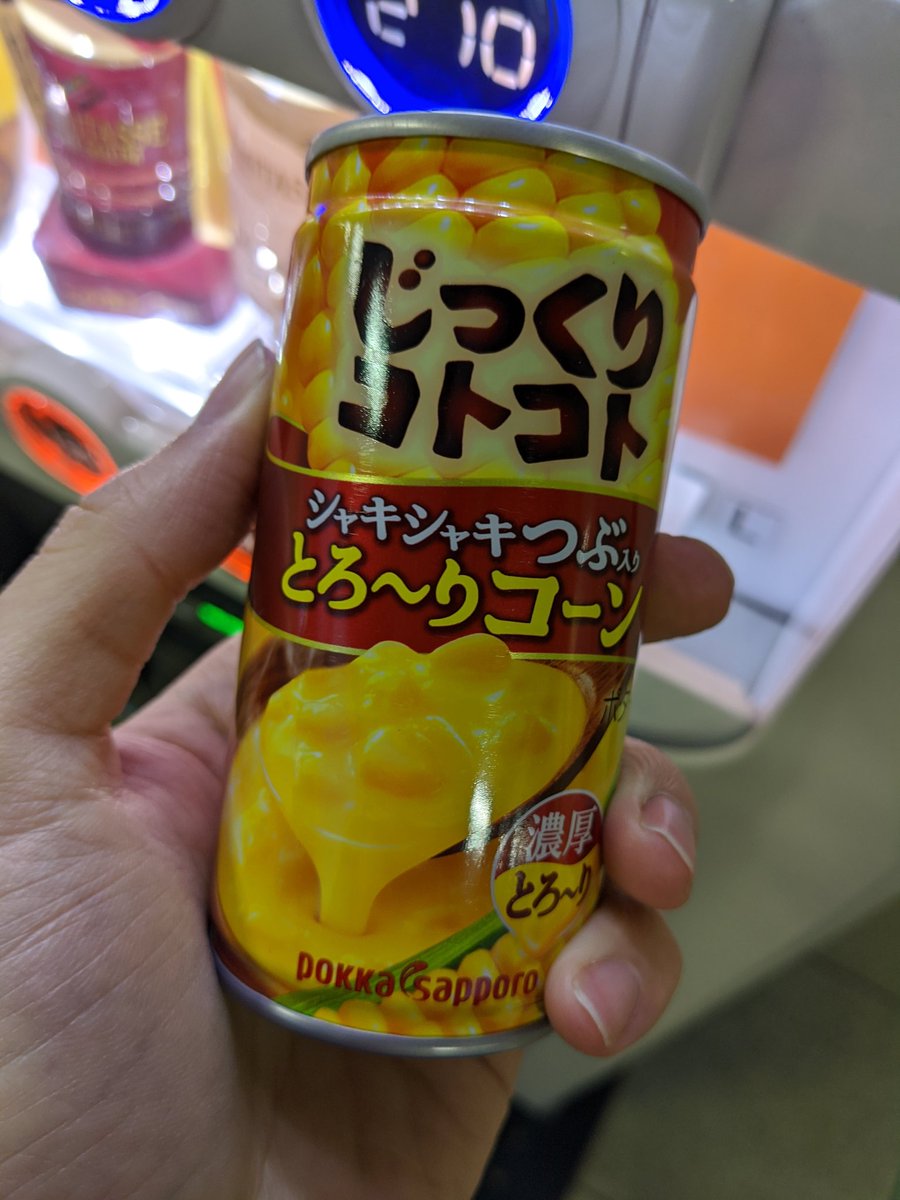 10
じっくり
コトコト
シャキシャキつぶ入り
とろ〜りコーン
濃厚
とろ〜り
POKKA sapporo